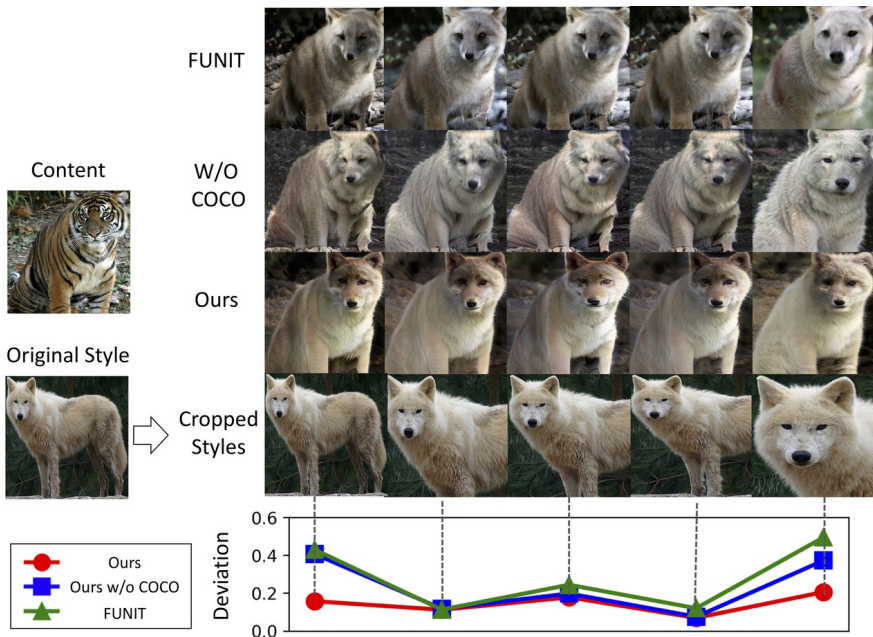 FUNIT
W/O
COCO
Content
Ours
Original Style
Cropped
Styles
Ours
Ours w/o COCO
FUNIT
Deviation
0.6
0.4
0.2
0.0